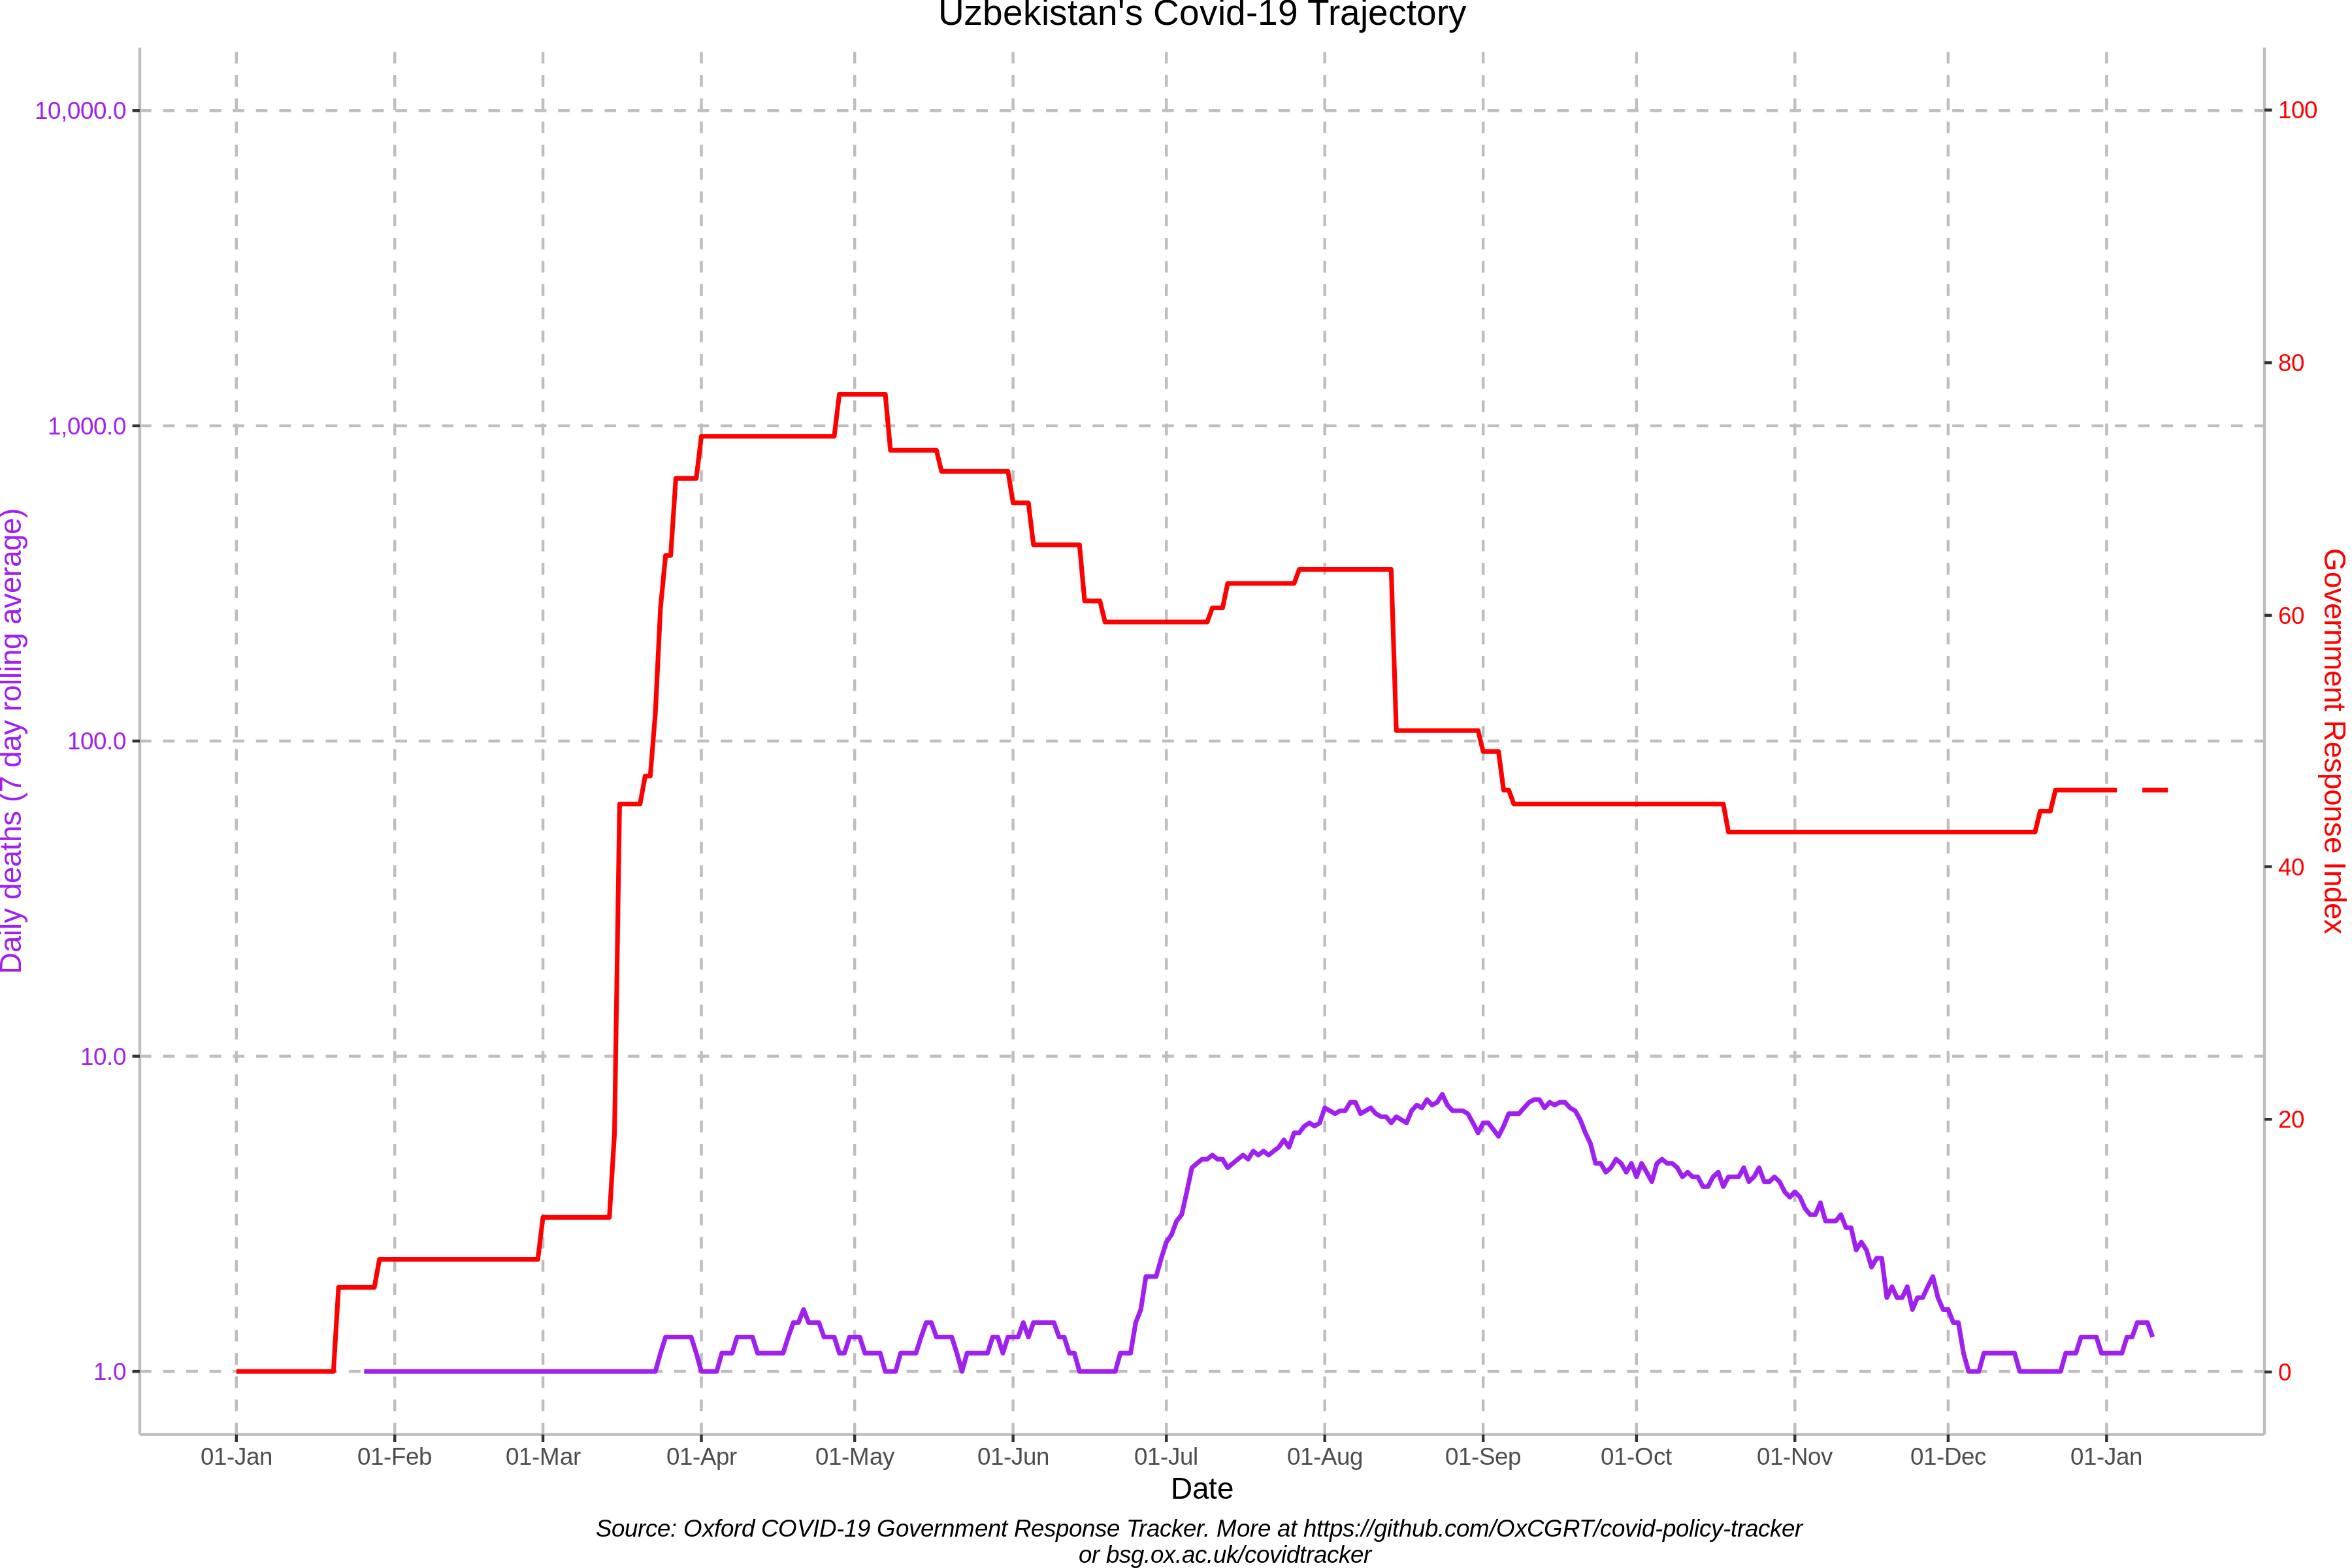 Uzbekistan's Covid-19 Trajectory
10,000.0
1,000.0
100.0
10.0
1.0
Daily deaths (7 day rolling average)
100
80
60
40
20
0
Government Response Index
01-Jan
01-Feb
01-Mar
01-Apr
01-May
01-Jun
01-Jul
01-Aug
01-Sep
01-Oct
01-Nov
01-Dec
01-Jan
Date
Source: Oxford COVID-19 Government Response Tracker. More at https://github.com/OxCGRT/covid-policy-tracker
or bsg.ox.ac.uk/covidtracker